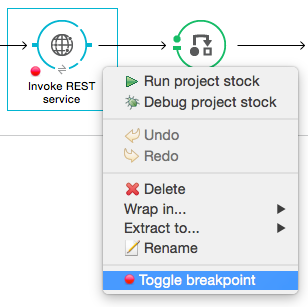 Invoke REST
service
Run project stock
Debug project stock
Undo
Redo
Delete
Wrap in...
Extract to...
Rename
Toggle breakpoint